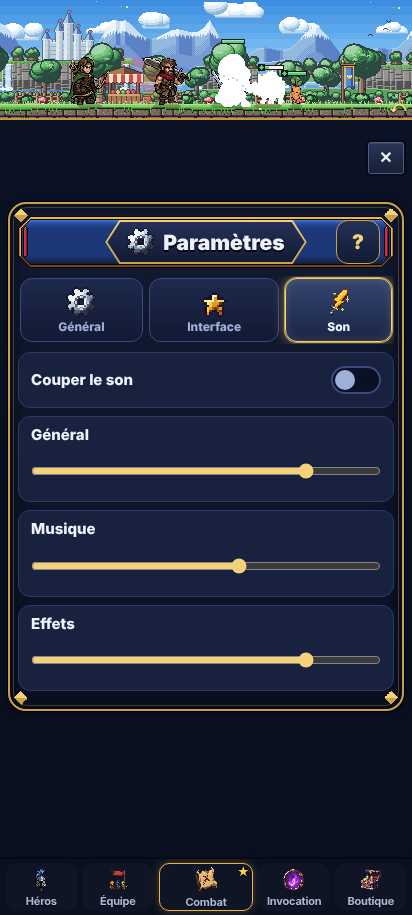 ×
Paramètres
?
Général
Interface
Son
Couper le son
Général
Musique
Effets
Héros
Équipe
Combat
Invocation
Boutique